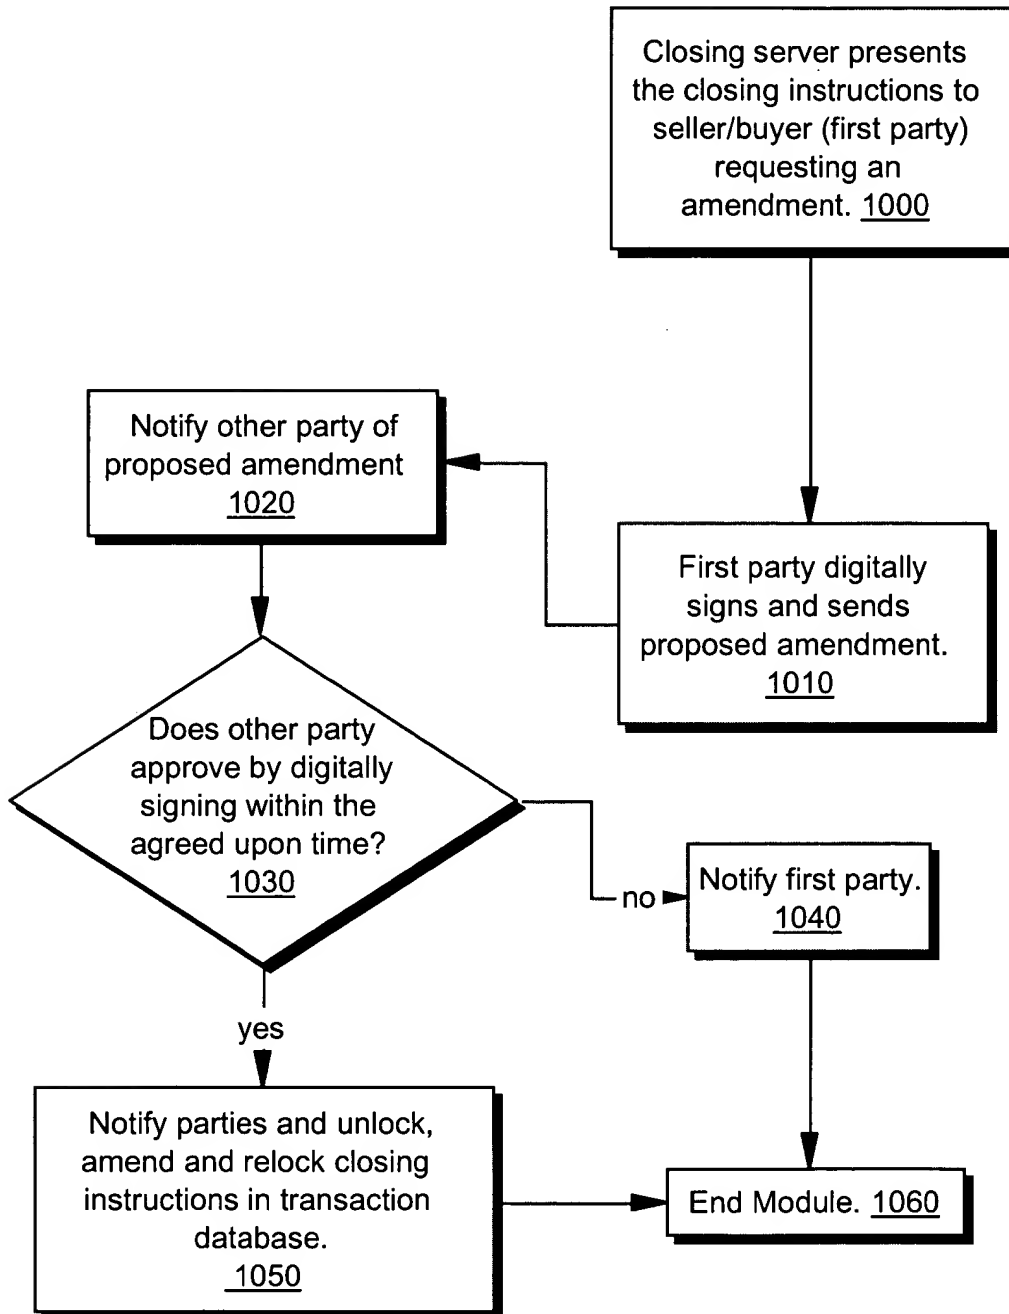 Closing server presents
the closing instructions to
seller/buyer (first party)
requesting an
amendment. 1000
Notify other party of
proposed amendment
1020
First party digitally
signs and sends
proposed amendment.
1010
Does other party
approve by digitally
signing within the
agreed upon time?
1030
no
Notify first party.
1040
yes
Notify parties and unlock,
amend and relock closing
instructions in transaction
database.
1050
End Module. 1060